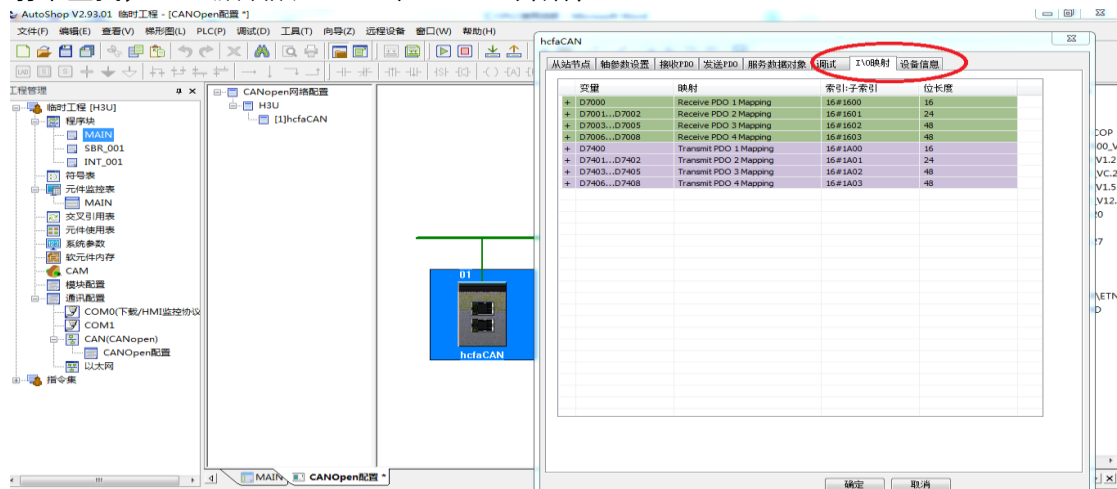 AutoShop V2.93.01 临时工程 - [CANOpen配置 *]
文件(F) 编辑(E) 查看(V) 梯形图(L) PLC(P) 调试(D) 工具(T) 向导(Z) 远程设备 窗口(W) 帮助(H)
工程管理
临时工程 [H3U]
程序块
MAIN
SBR_001
INT_001
符号表
元件监控表
MAIN
交叉引用表
元件使用表
系统参数
软元件内存
CAM
模块配置
通讯配置
COM0(下载/HMI监控协议
COM1
CAN(CANopen)
CANOpen配置
以太网
指令集
CANopen网络配置
H3U
[1]hcfaCAN
01
hcfaCAN
MAIN
CANOpen配置 *
hcfaCAN
从站节点 轴参数设置 接收PDO 发送PDO 服务数据对象 调试 I\O映射 设备信息
变量 映射 索引:子索引 位长度
+ D7000 Receive PDO 1 Mapping 16#1600 16
+ D7001...D7002 Receive PDO 2 Mapping 16#1601 24
+ D7003...D7005 Receive PDO 3 Mapping 16#1602 48
+ D7006...D7008 Receive PDO 4 Mapping 16#1603 48
+ D7400 Transmit PDO 1 Mapping 16#1A00 16
+ D7401...D7402 Transmit PDO 2 Mapping 16#1A01 24
+ D7403...D7405 Transmit PDO 3 Mapping 16#1A02 48
+ D7406...D7408 Transmit PDO 4 Mapping 16#1A03 48
确定 取消